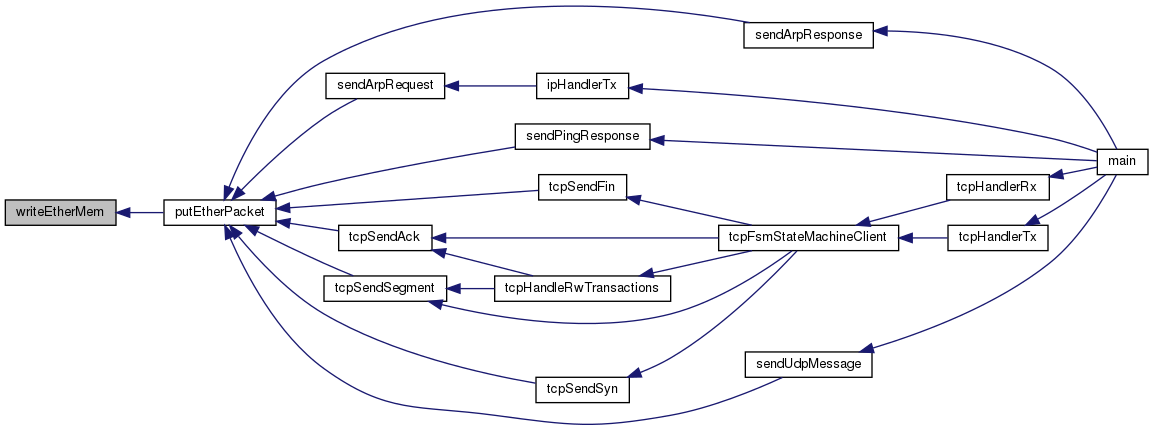 sendArpResponse
sendArpRequest
ipHandlerTx
sendPingResponse
main
tcpSendFin
tcpHandlerRx
writeEtherMem
putEtherPacket
tcpSendAck
tcpFsmStateMachineClient
tcpHandlerTx
tcpSendSegment
tcpHandleRwTransactions
sendUdpMessage
tcpSendSyn